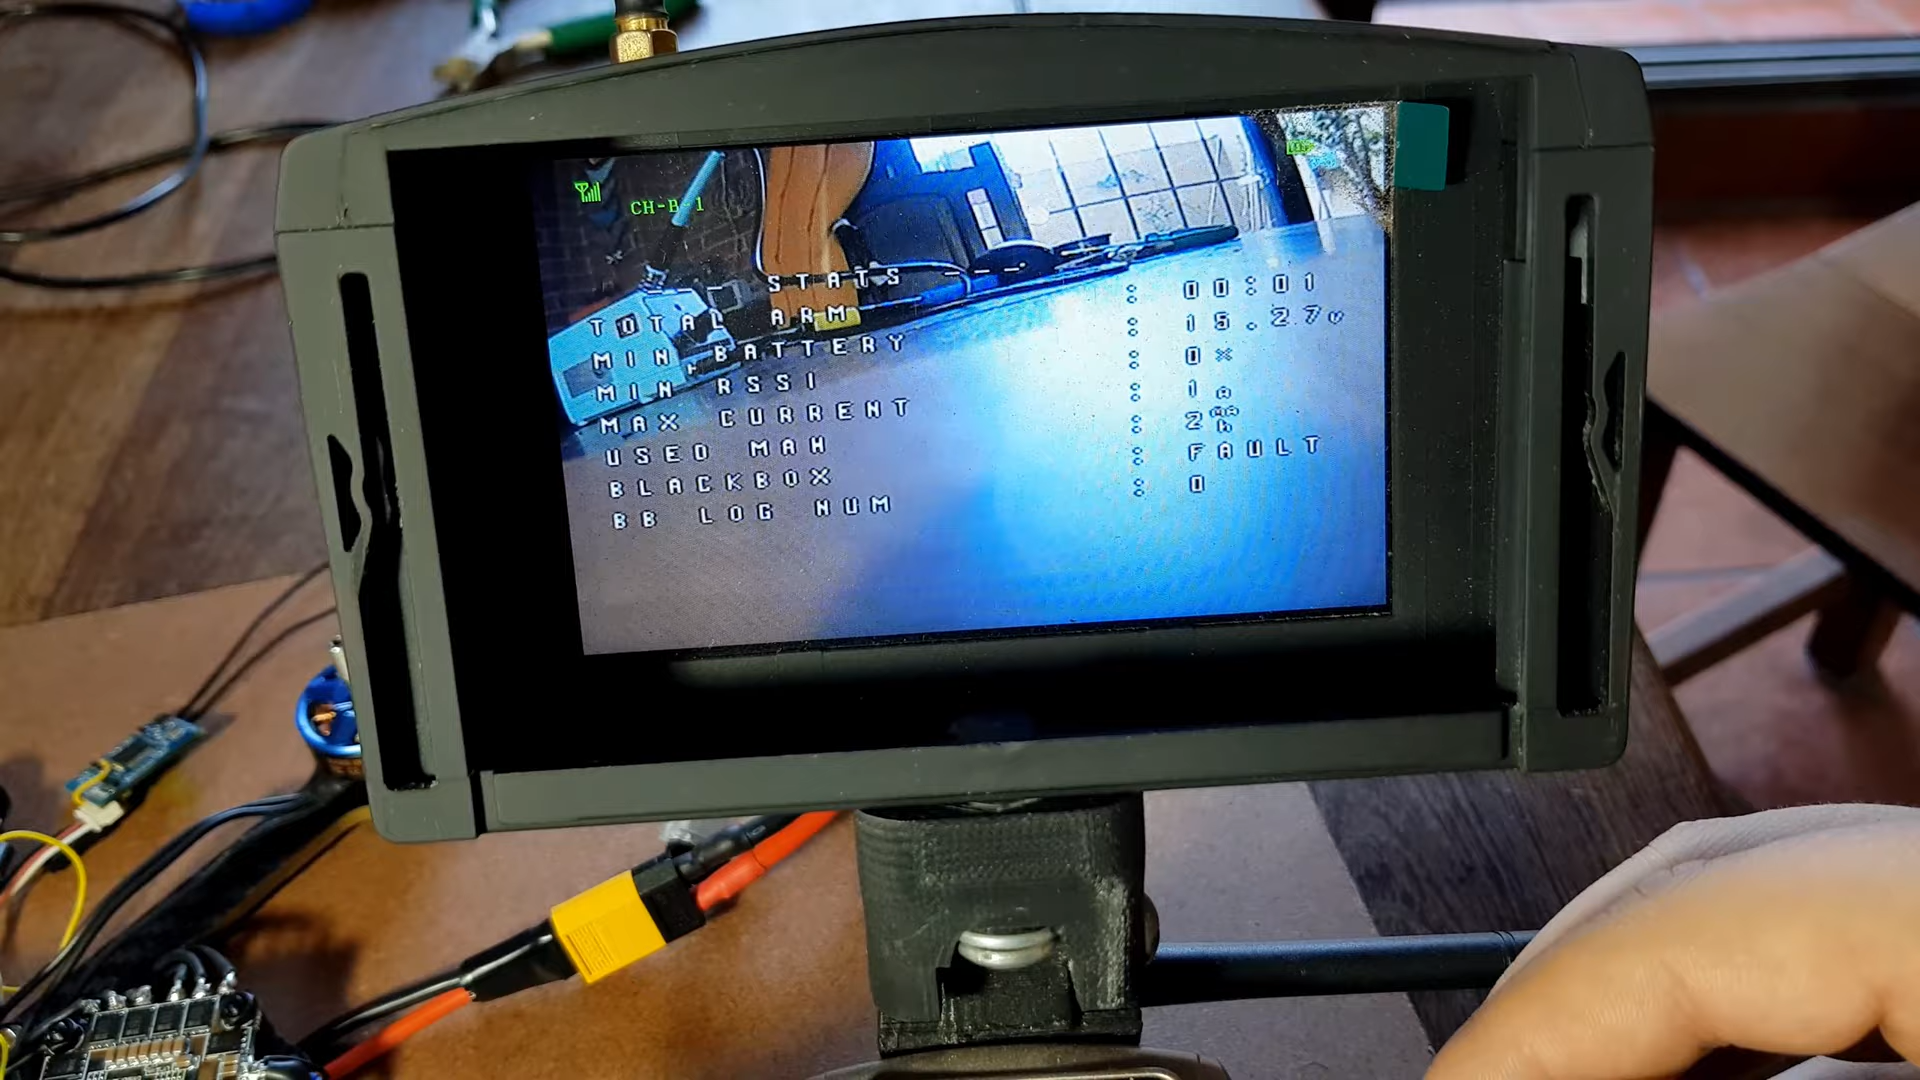 CH-B-1
--- STATS ---
TOTAL ARM : 00:01
MIN BATTERY : 15.27V
MIN RSSI : 0%
MAX CURRENT : 1A
USED MAH : 2MAH
BLACKBOX : FAULT
BB LOG NUM : 0